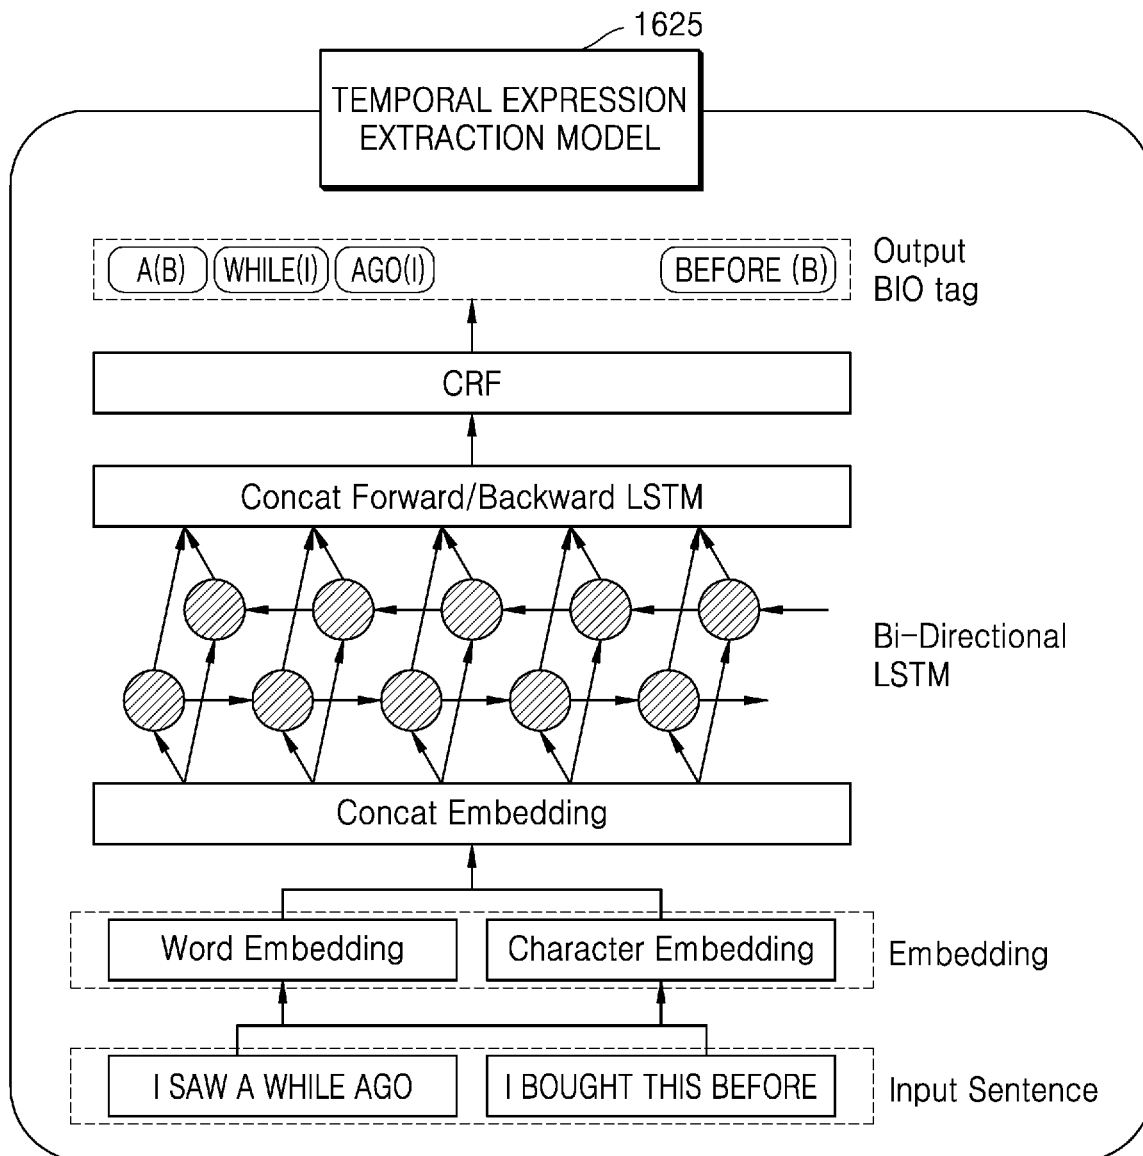 1625
TEMPORAL EXPRESSION
EXTRACTION MODEL
A(B) WHILE(I) AGO(I) BEFORE (B)
Output
BIO tag
CRF
Concat Forward/Backward LSTM
Bi-Directional
LSTM
Concat Embedding
Word Embedding Character Embedding
Embedding
I SAW A WHILE AGO I BOUGHT THIS BEFORE
Input Sentence